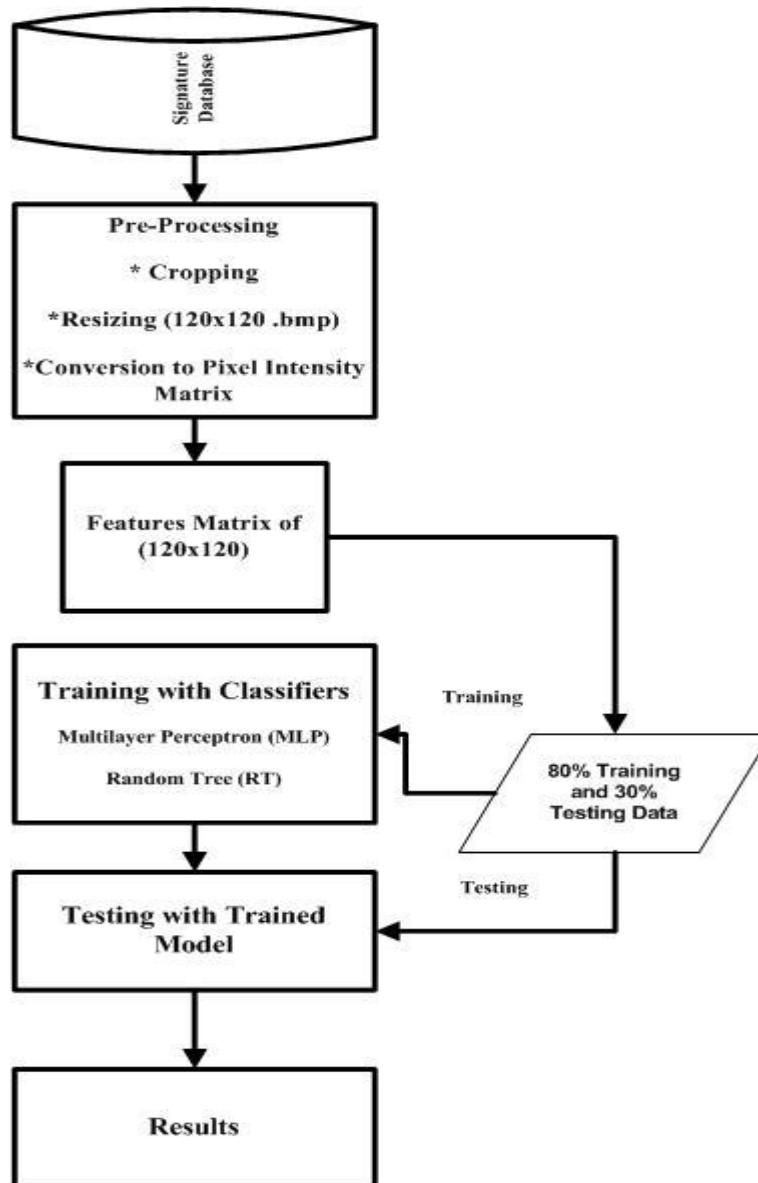 Signature
Database
Pre-Processing
* Cropping
*Resizing (120x120 .bmp)
*Conversion to Pixel Intensity
Matrix
Features Matrix of
(120x120)
Training with Classifiers
Multilayer Perceptron (MLP)
Random Tree (RT)
Training
80% Training
and 30%
Testing Data
Testing
Testing with Trained
Model
Results